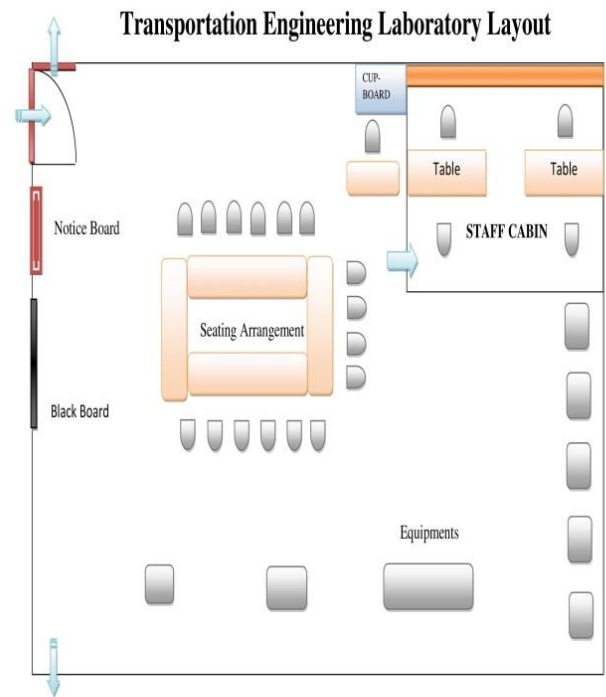 Transportation Engineering Laboratory Layout
CUP-
BOARD
Table
Table
Notice Board
STAFF CABIN
Seating Arrangement
Black Board
Equipments